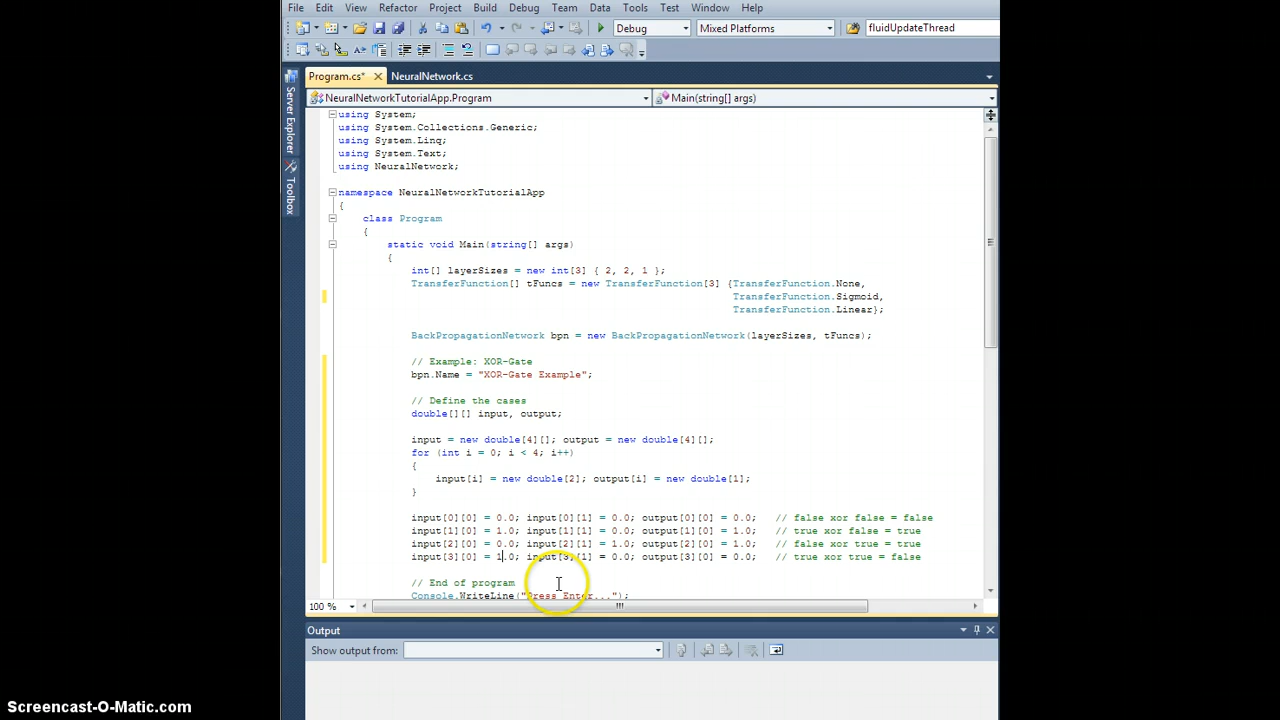 File Edit View Refactor Project Build Debug Team Data Tools Test Window Help
Debug Mixed Platforms fluidUpdateThread
Program.cs* NeuralNetwork.cs
NeuralNetworkTutorialApp.Program Main(string[] args)
Server Explorer
Toolbox
using System;
using System.Collections.Generic;
using System.Linq;
using System.Text;
using NeuralNetwork;
namespace NeuralNetworkTutorialApp
{
class Program
{
static void Main(string[] args)
{
int[] layerSizes = new int[3] { 2, 2, 1 };
TransferFunction[] tFuncs = new TransferFunction[3] {TransferFunction.None,
TransferFunction.Sigmoid,
TransferFunction.Linear};
BackPropagationNetwork bpn = new BackPropagationNetwork(layerSizes, tFuncs);
// Example: XOR-Gate
bpn.Name = "XOR-Gate Example";
// Define the cases
double[][] input, output;
input = new double[4][]; output = new double[4][];
for (int i = 0; i < 4; i++)
{
input[i] = new double[2]; output[i] = new double[1];
}
input[0][0] = 0.0; input[0][1] = 0.0; output[0][0] = 0.0; // false xor false = false
input[1][0] = 1.0; input[1][1] = 0.0; output[1][0] = 1.0; // true xor false = true
input[2][0] = 0.0; input[2][1] = 1.0; output[2][0] = 1.0; // false xor true = true
input[3][0] = 1.0; input[3][1] = 0.0; output[3][0] = 0.0; // true xor true = false
// End of program
Console.WriteLine("Press Enter...");
100 %
Output
Show output from:
Screencast-O-Matic.com